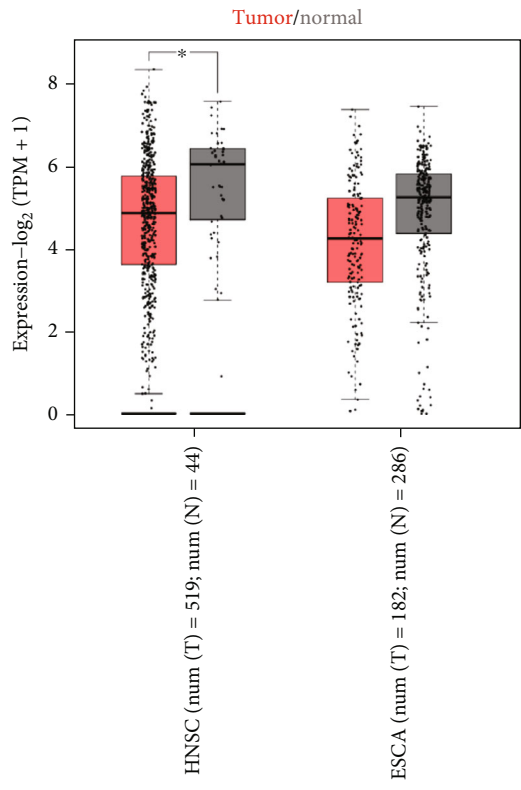 Tumor/normal
Expression–log₂ (TPM + 1)
8
6
4
2
0
*
HNSC (num (T) = 519; num (N) = 44)
ESCA (num (T) = 182; num (N) = 286)